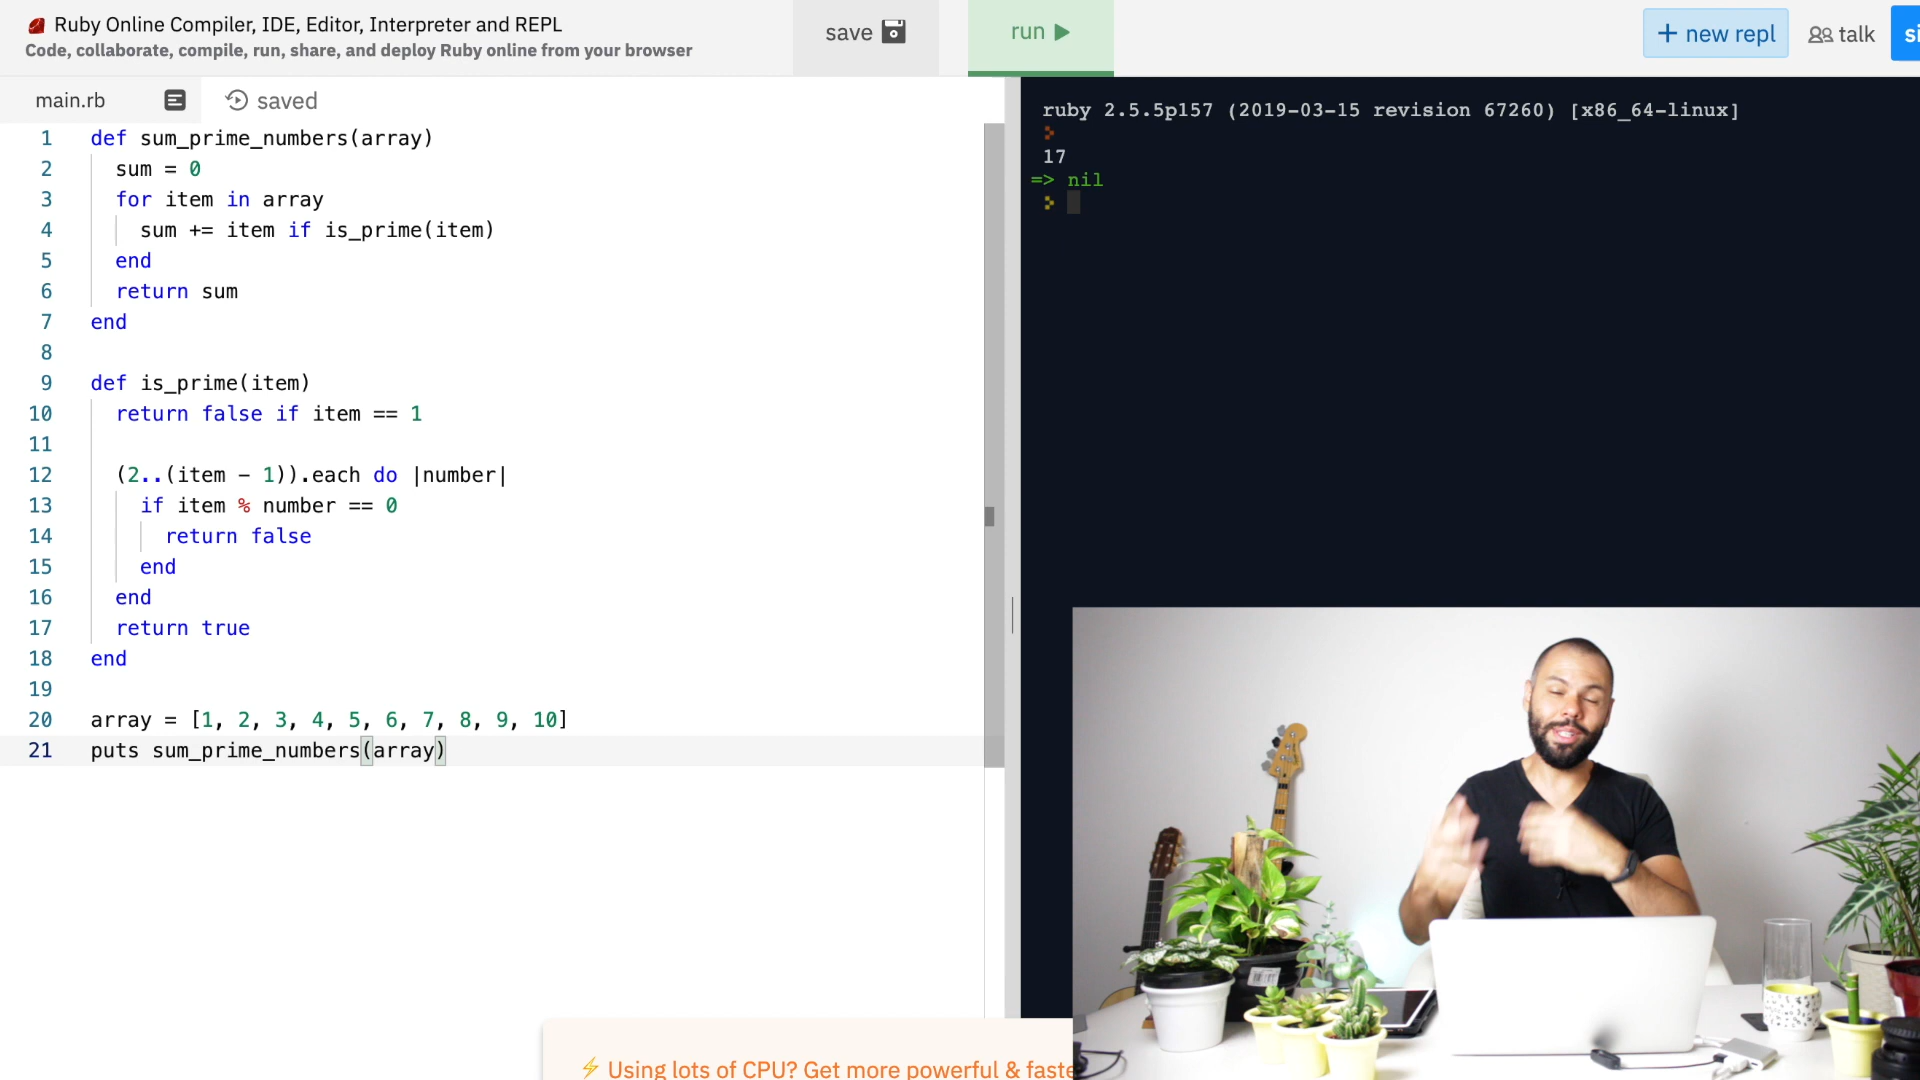 Ruby Online Compiler, IDE, Editor, Interpreter and REPL
Code, collaborate, compile, run, share, and deploy Ruby online from your browser
save
run
+ new repl
talk
si
main.rb
saved
1 def sum_prime_numbers(array)
2 sum = 0
3 for item in array
4 sum += item if is_prime(item)
5 end
6 return sum
7 end
8
9 def is_prime(item)
10 return false if item == 1
11
12 (2..(item - 1)).each do |number|
13 if item % number == 0
14 return false
15 end
16 end
17 return true
18 end
19
20 array = [1, 2, 3, 4, 5, 6, 7, 8, 9, 10]
21 puts sum_prime_numbers(array)
ruby 2.5.5p157 (2019-03-15 revision 67260) [x86_64-linux]
17
=> nil
⚡ Using lots of CPU? Get more powerful & faste